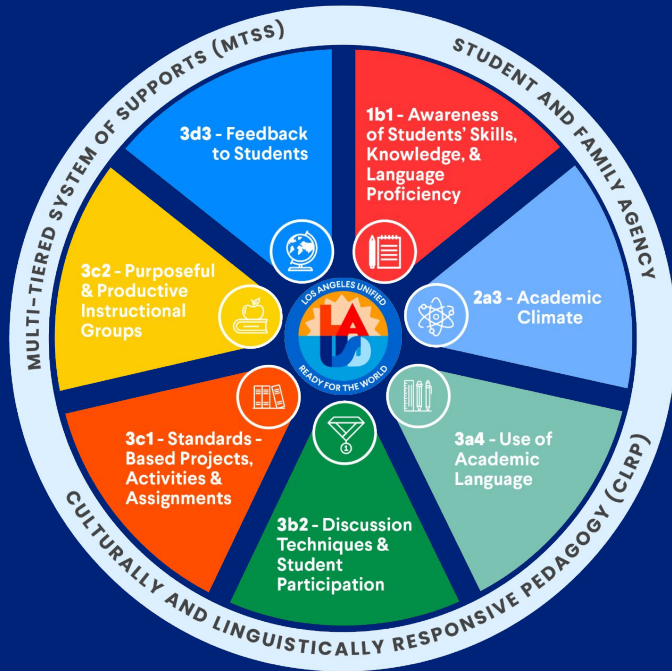 MULTI-TIERED SYSTEM OF SUPPORTS (MTSS)
STUDENT AND FAMILY AGENCY
CULTURALLY AND LINGUISTICALLY RESPONSIVE PEDAGOGY (CLRP)
1b1 - Awareness
of Students' Skills,
Knowledge, &
Language
Proficiency
2a3 - Academic
Climate
3a4 - Use of
Academic
Language
3b2 - Discussion
Techniques &
Student
Participation
3c1 - Standards -
Based Projects,
Activities &
Assignments
3c2 - Purposeful
& Productive
Instructional
Groups
3d3 - Feedback
to Students
LOS ANGELES UNIFIED
LA
USD
READY FOR THE WORLD
1